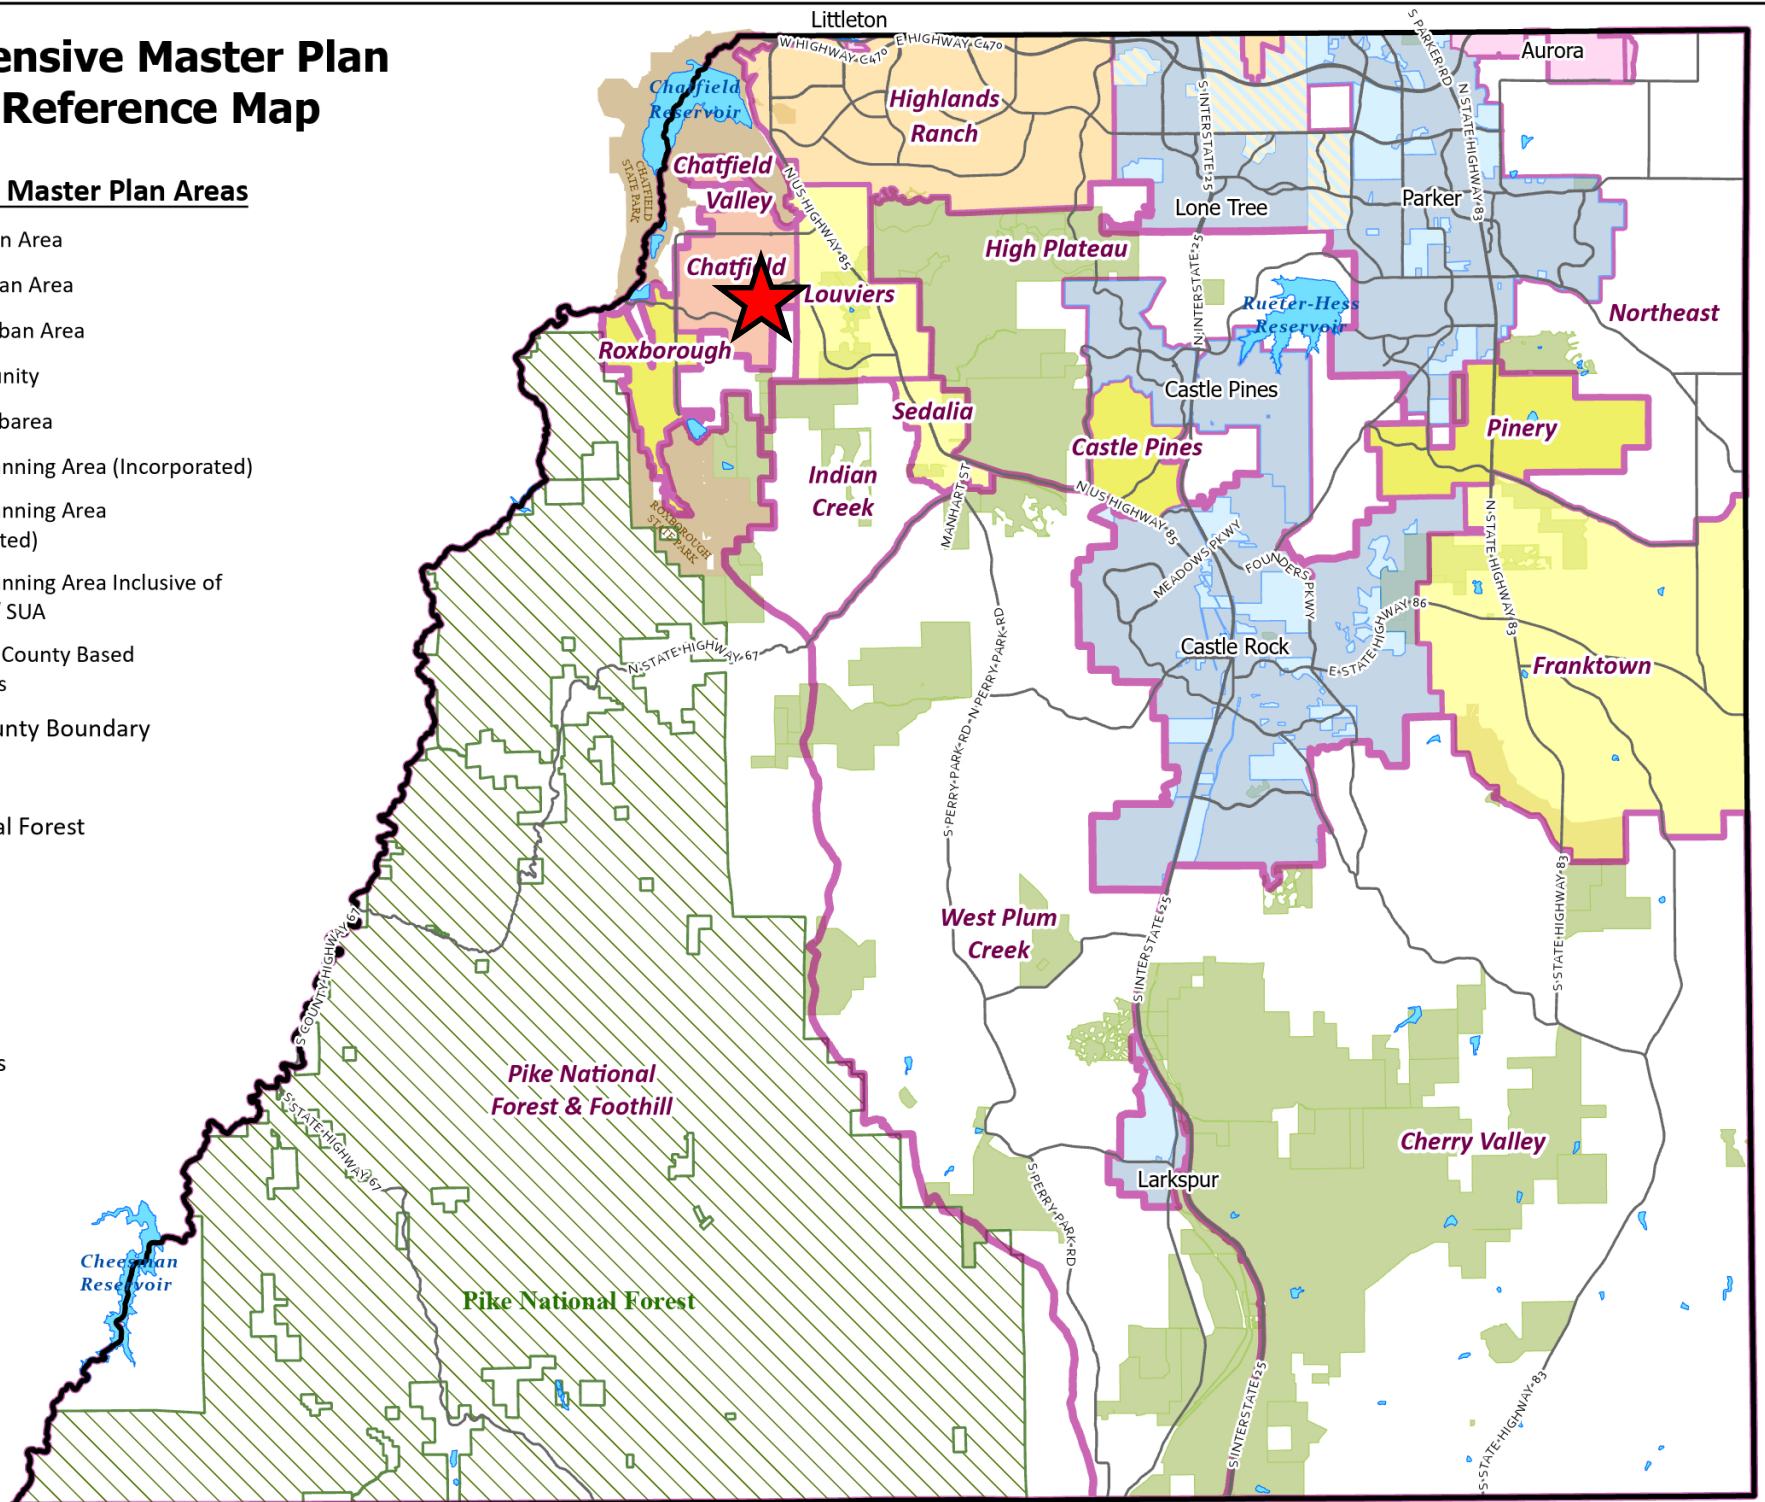 ensive Master Plan
Reference Map
Master Plan Areas
n Area
an Area
ban Area
unity
barea
anning Area (Incorporated)
anning Area
ted)
anning Area Inclusive of
SUA
County Based
s
unty Boundary
al Forest
s
Littleton
W HIGHWAY C470
E HIGHWAY C470
S PARKER RD
Aurora
Chatfield
Reservoir
Highlands
Ranch
S INTERSTATE 25
N STATE HIGHWAY 83
CHATFIELD
STATE PARK
Chatfield
Valley
N US HIGHWAY 85
Lone Tree
Parker
High Plateau
Chatfield
Louviers
N INTERSTATE 25
Rueter-Hess
Reservoir
Northeast
Roxborough
Castle Pines
Sedalia
Castle Pines
Pinery
Indian
Creek
MANHART ST
N US HIGHWAY 85
ROXBOROUGH
STATE PARK
MEADOWS PKWY
FOUNDERS PKWY
N STATE HIGHWAY 83
E STATE HIGHWAY 86
N STATE HIGHWAY 67
Castle Rock
Franktown
N PERRY PARK RD
S PERRY PARK RD
West Plum
Creek
S INTERSTATE 25
S STATE HIGHWAY 83
S COUNTY HIGHWAY 67
Pike National
Forest & Foothill
S STATE HIGHWAY 67
Cherry Valley
Larkspur
S PERRY PARK RD
Cheesman
Reservoir
Pike National Forest
S INTERSTATE 25
S STATE HIGHWAY 83